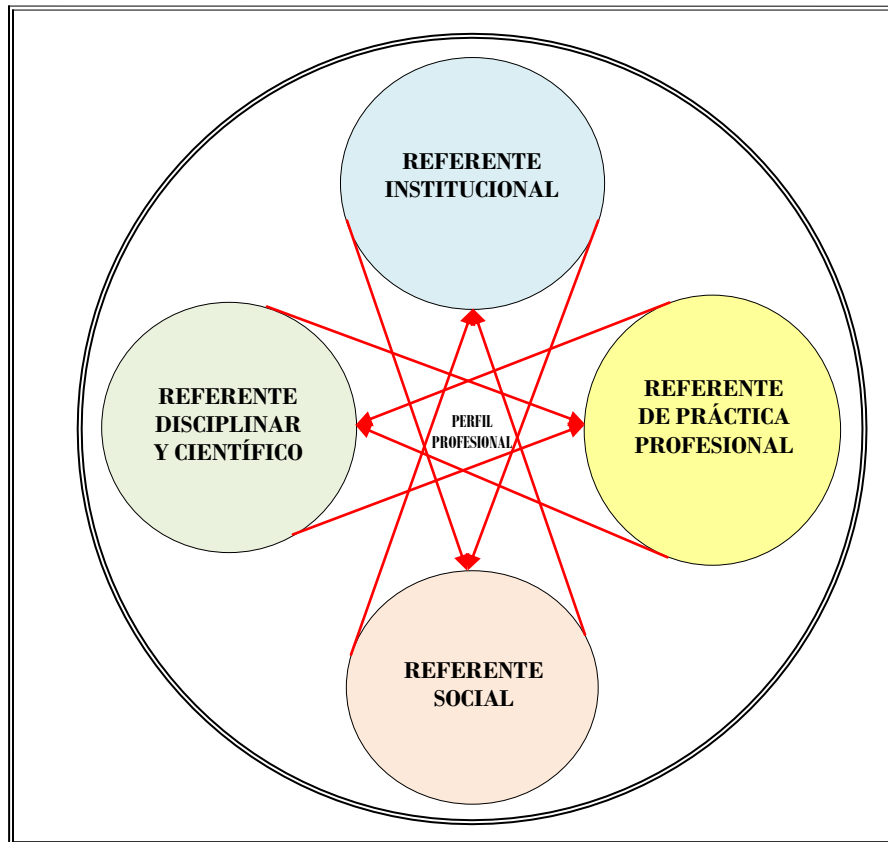 REFERENTE
INSTITUCIONAL
REFERENTE
DISCIPLINAR
Y CIENTÍFICO
PERFIL
PROFESIONAL
REFERENTE
DE PRÁCTICA
PROFESIONAL
REFERENTE
SOCIAL